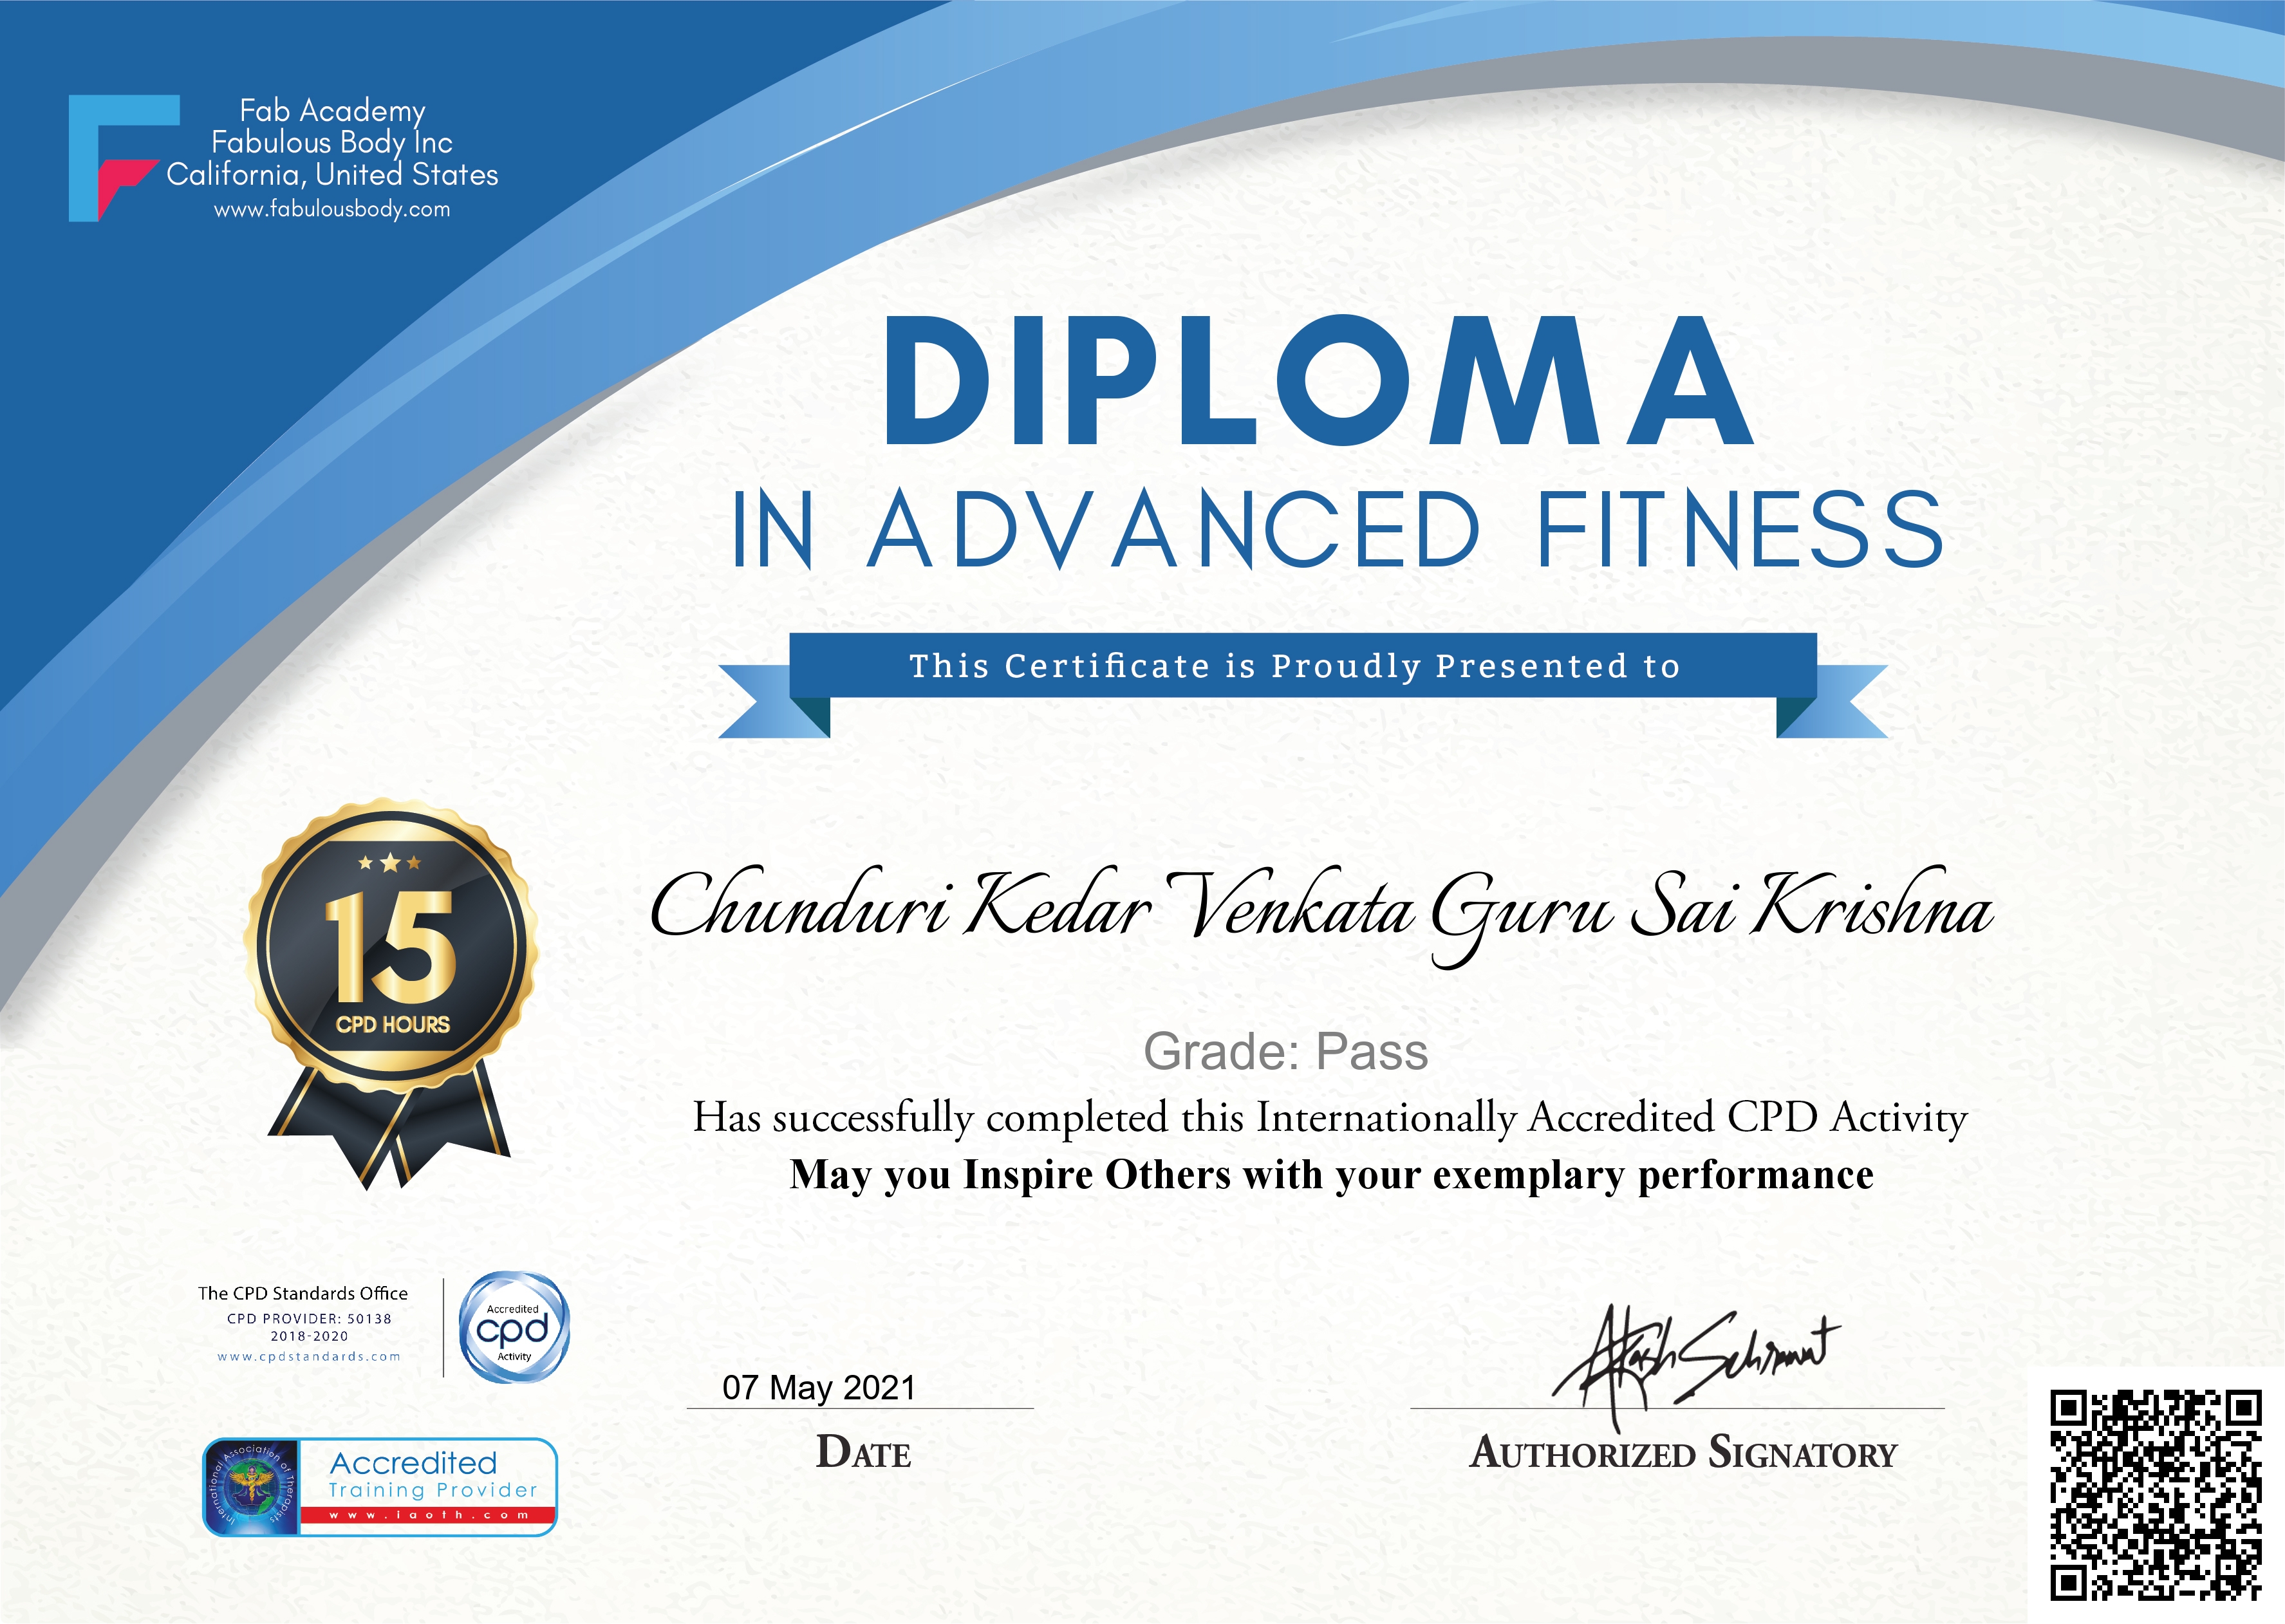 Fab Academy
Fabulous Body Inc
California, United States
www.fabulousbody.com
DIPLOMA
IN ADVANCED FITNESS
This Certificate is Proudly Presented to
15
CPD HOURS
Chunduri Kedar Venkata Guru Sai Krishna
Grade: Pass
Has successfully completed this Internationally Accredited CPD Activity
May you Inspire Others with your exemplary performance
The CPD Standards Office
CPD PROVIDER: 50138
2018-2020
www.cpdstandards.com
Accredited
cpd
Activity
07 May 2021
DATE
AUTHORIZED SIGNATORY
International Association of Therapists
Accredited
Training Provider
www.iaoth.com